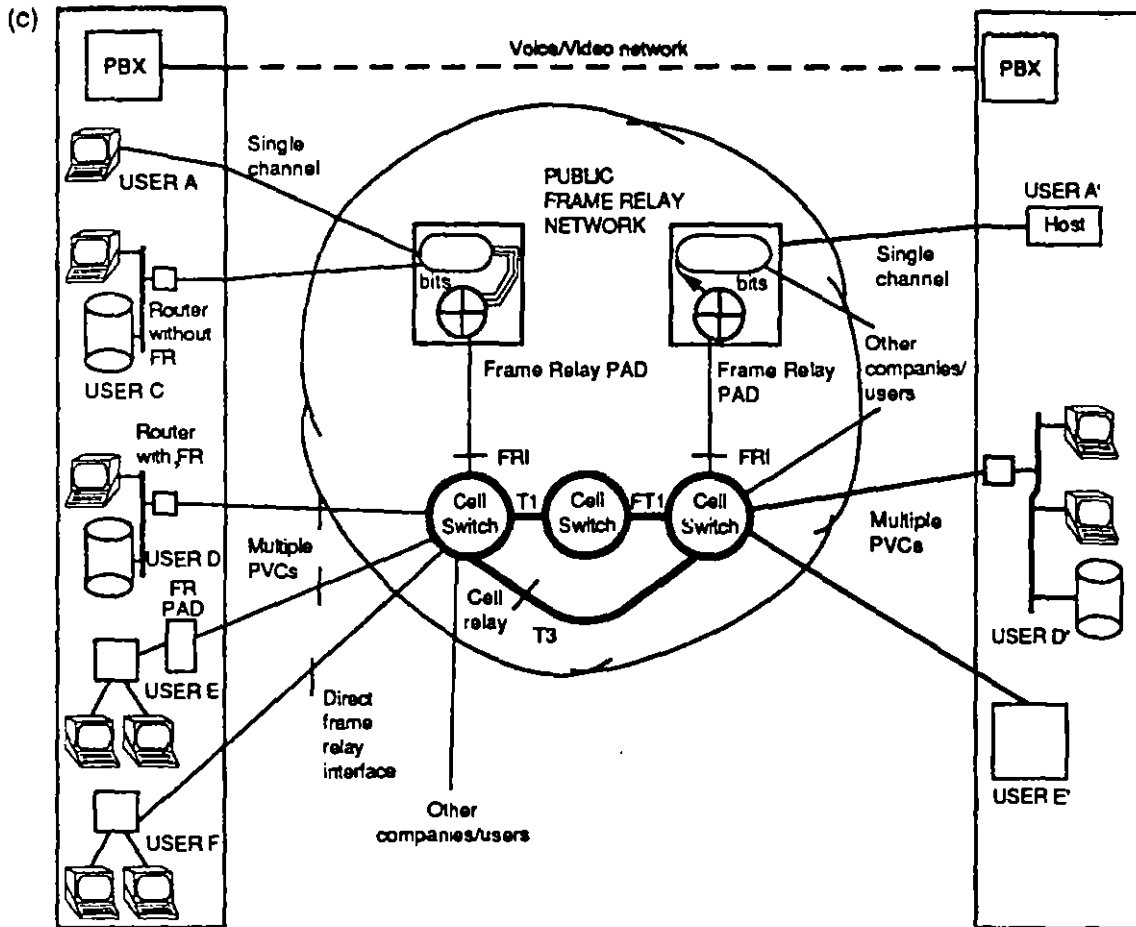 (c)
Voice/Video network
PBX
PBX
USER A
Single
channel
PUBLIC
FRAME RELAY
NETWORK
USER A'
Host
bits
bits
Single
channel
Router
without
FR
USER C
Frame Relay PAD
Frame Relay
PAD
Other
companies/
users
Router
with FR
FRI
FRI
Cell
Switch
T1
Cell
Switch
FT1
Cell
Switch
USER D
Multiple
PVCs
Multiple
PVCs
FR
PAD
Cell
relay
T3
USER D'
USER E
Direct
frame
relay
interface
USER E'
Other
companies/users
USER F